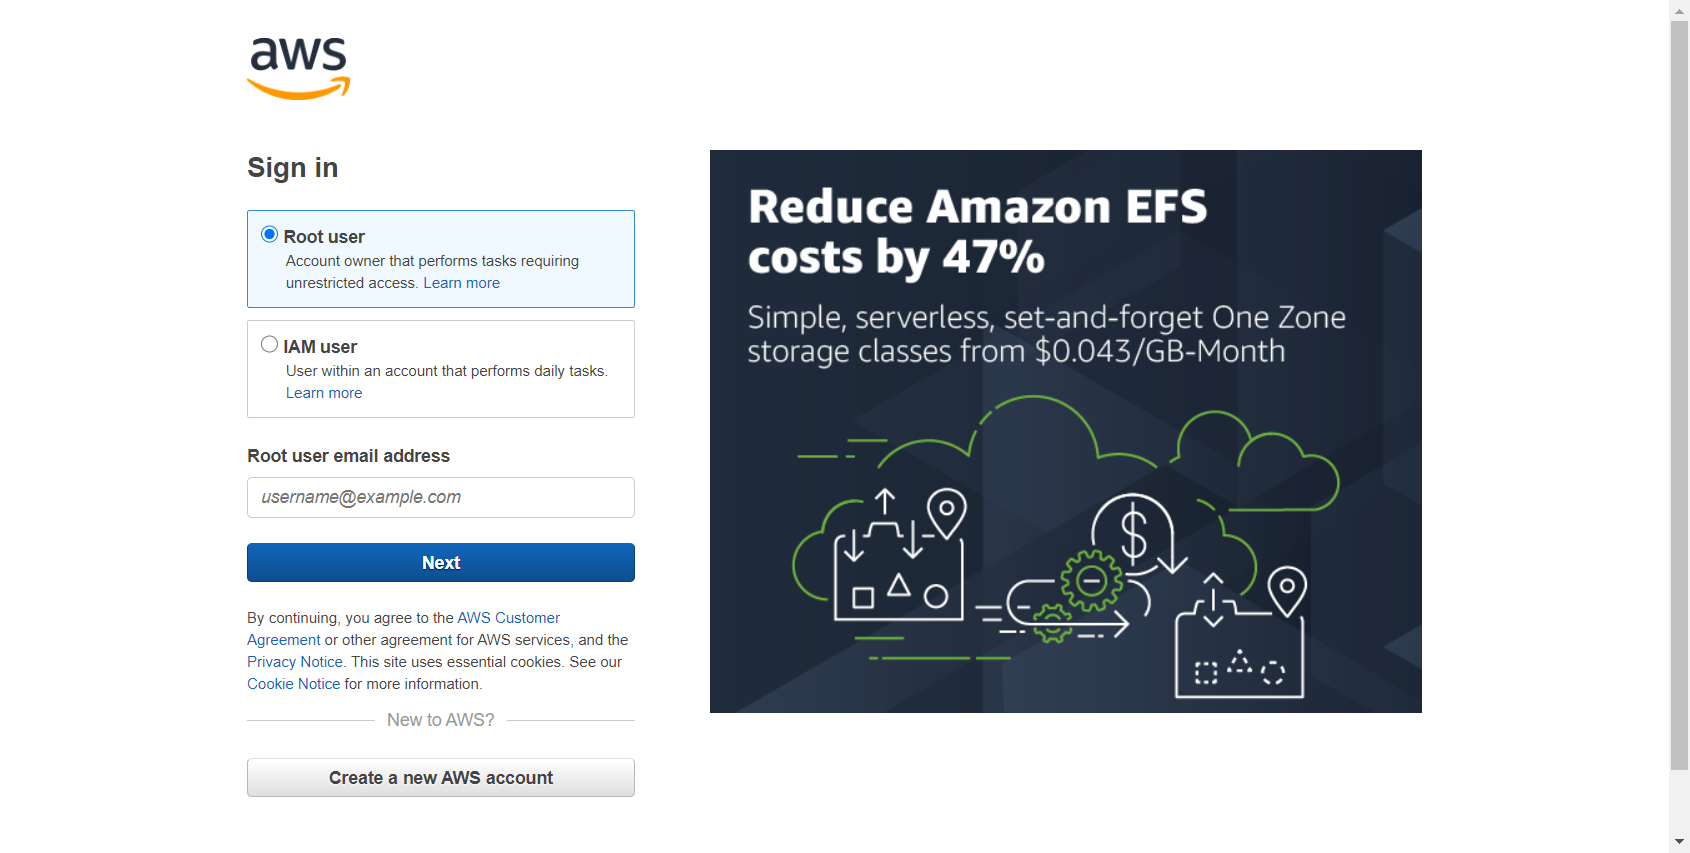 aws
Sign in
Root user
Account owner that performs tasks requiring
unrestricted access. Learn more
IAM user
User within an account that performs daily tasks.
Learn more
Root user email address
username@example.com
Next
By continuing, you agree to the AWS Customer
Agreement or other agreement for AWS services, and the
Privacy Notice. This site uses essential cookies. See our
Cookie Notice for more information.
New to AWS?
Create a new AWS account
Reduce Amazon EFS
costs by 47%
Simple, serverless, set-and-forget One Zone
storage classes from $0.043/GB-Month
$